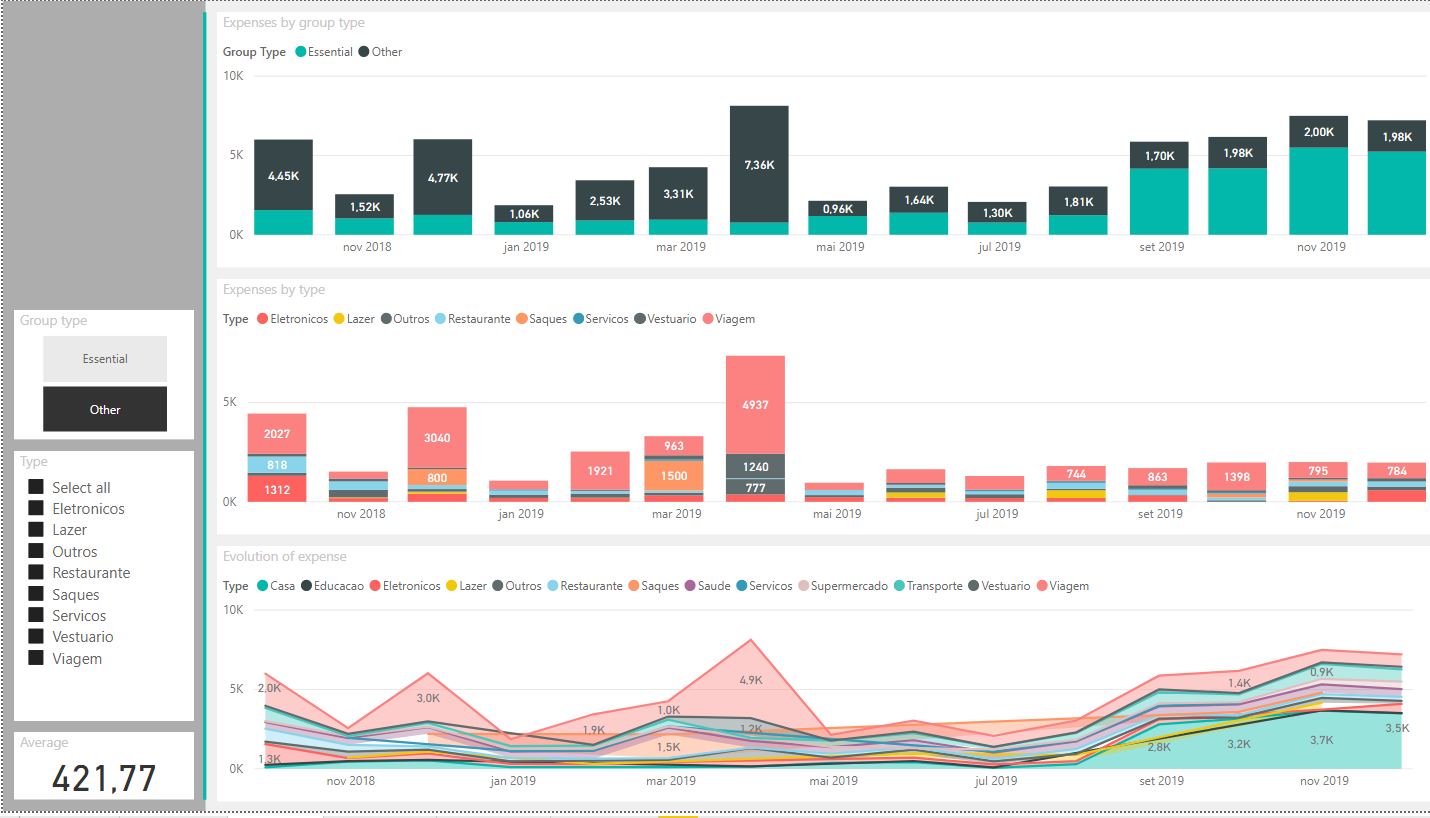 Expenses by group type
Group Type Essential Other
10K
5K
0K
4,45K 1,52K 4,77K 1,06K 2,53K 3,31K 7,36K 0,96K 1,64K 1,30K 1,81K 1,70K 1,98K 2,00K 1,98K
nov 2018 jan 2019 mar 2019 mai 2019 jul 2019 set 2019 nov 2019
Expenses by type
Type Eletronicos Lazer Outros Restaurante Saques Servicos Vestuario Viagem
5K
0K
2027 818 1312 3040 800 1921 963 1500 4937 1240 777 744 863 1398 795 784
nov 2018 jan 2019 mar 2019 mai 2019 jul 2019 set 2019 nov 2019
Evolution of expense
Type Casa Educacao Eletronicos Lazer Outros Restaurante Saques Saude Servicos Supermercado Transporte Vestuario Viagem
10K
5K
0K
2.0K 1.3K 3.0K 1.9K 1.0K 1.5K 4.9K 1.2K 2.8K 1.4K 3.2K 0.9K 3.7K 3.5K
nov 2018 jan 2019 mar 2019 mai 2019 jul 2019 set 2019 nov 2019
Group type
Essential
Other
Type
Select all
Eletronicos
Lazer
Outros
Restaurante
Saques
Servicos
Vestuario
Viagem
Average
421,77